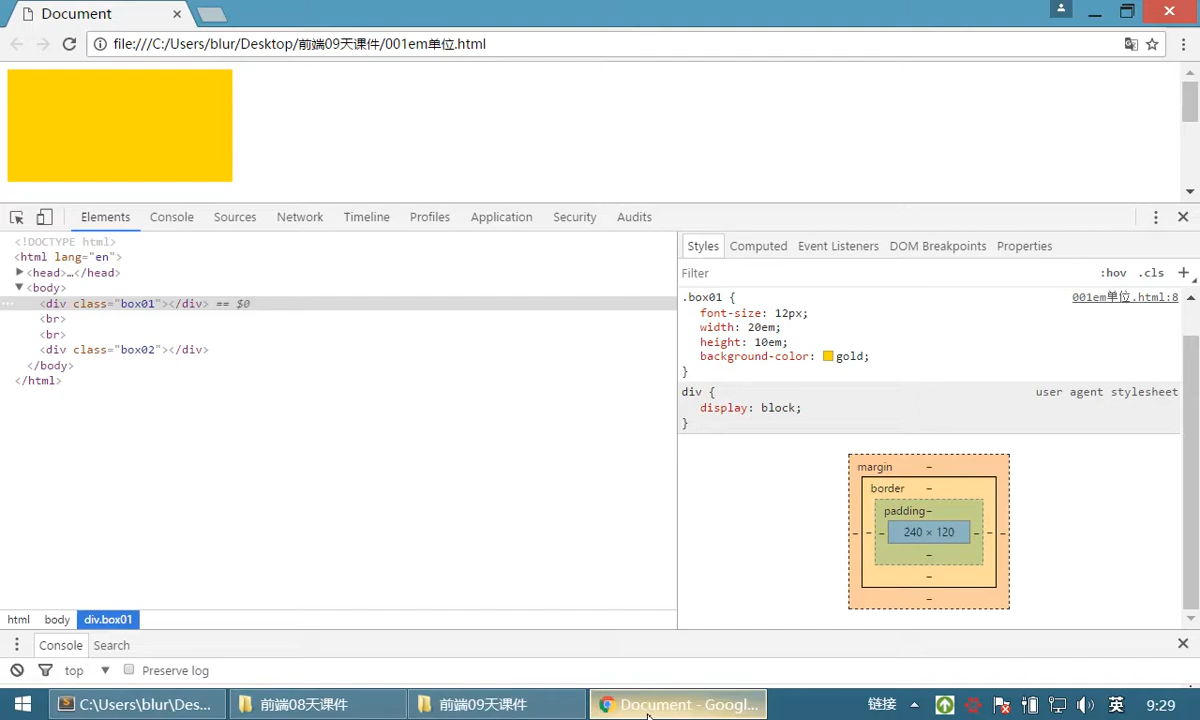 Document
file:///C:/Users/blur/Desktop/前端09天课件/001em单位.html
Elements Console Sources Network Timeline Profiles Application Security Audits
<!DOCTYPE html>
<html lang="en">
<head>…</head>
<body>
<div class="box01"></div> == $0
<br>
<br>
<div class="box02"></div>
</body>
</html>
html body div.box01
Styles Computed Event Listeners DOM Breakpoints Properties
Filter :hov .cls +
.box01 { 001em单位.html:8
font-size: 12px;
width: 20em;
height: 10em;
background-color: gold;
}
div { user agent stylesheet
display: block;
}
margin –
border –
padding –
– – – 240 × 120 – – –
–
–
–
Console Search
top Preserve log
C:\Users\blur\Des... 前端08天课件 前端09天课件 Document - Googl... 链接 英 9:29